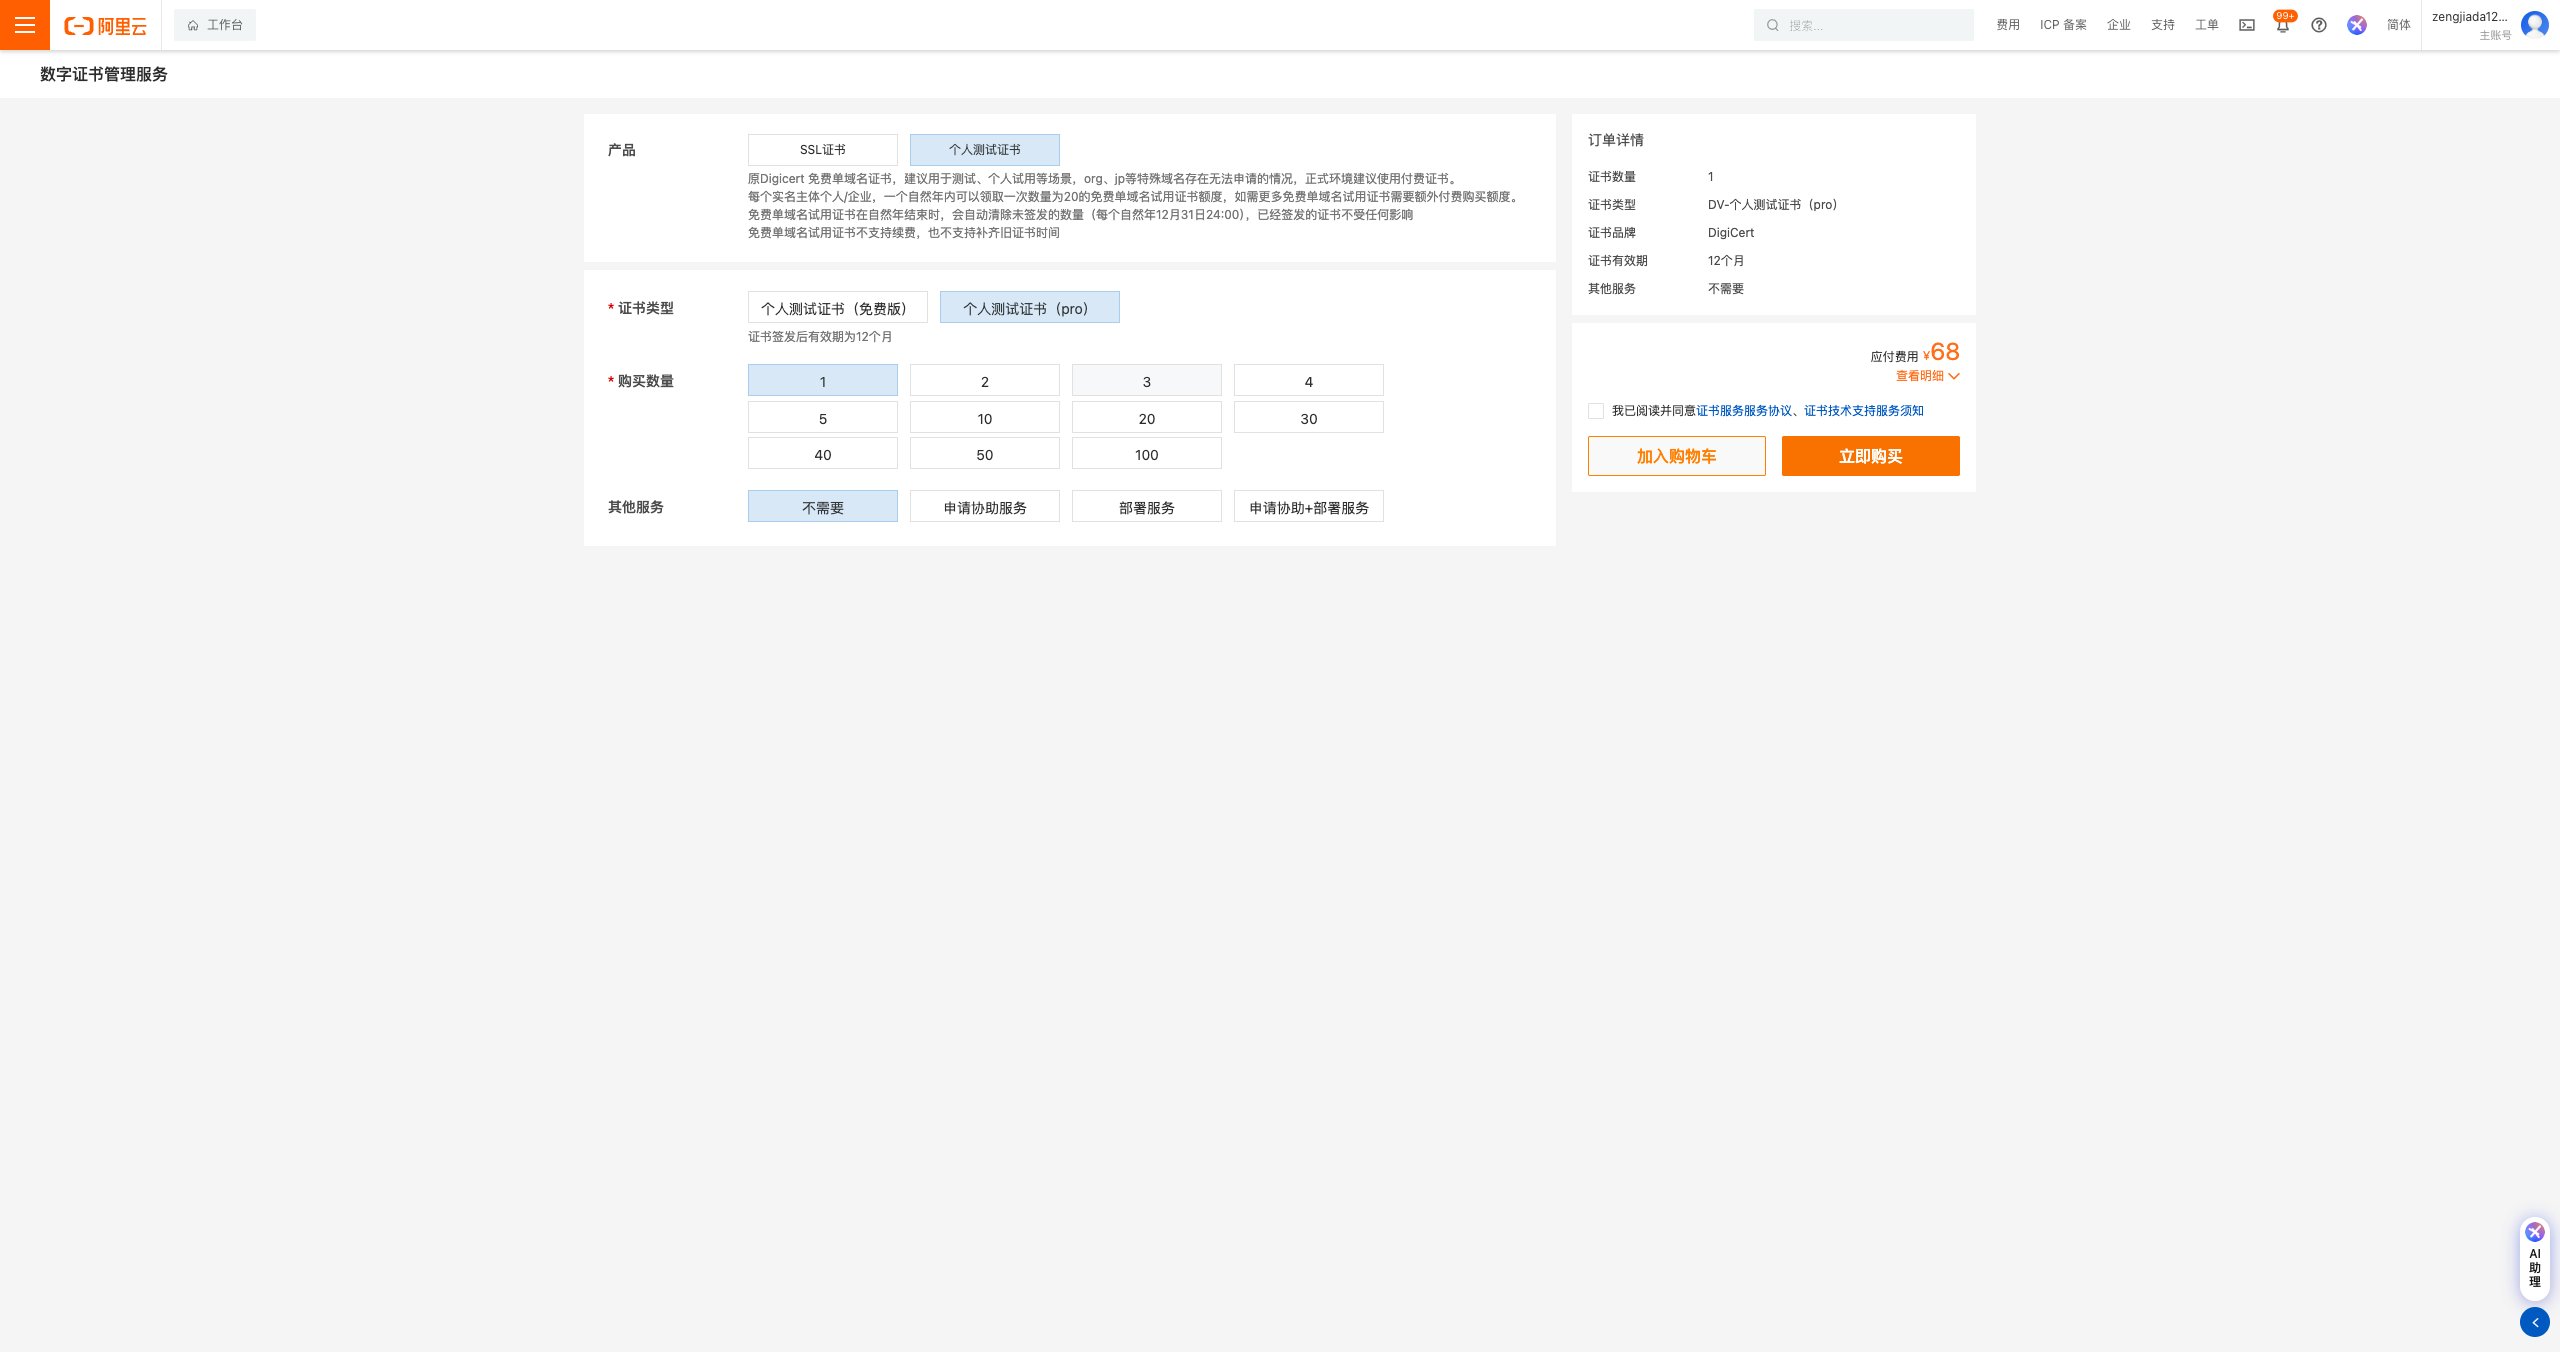 阿里云
工作台
搜索...
费用
ICP 备案
企业
支持
工单
99+
简体
zengjiada12...
主账号
数字证书管理服务
产品
SSL证书
个人测试证书
原Digicert 免费单域名证书，建议用于测试、个人试用等场景，org、jp等特殊域名存在无法申请的情况，正式环境建议使用付费证书。
每个实名主体个人/企业，一个自然年内可以领取一次数量为20的免费单域名试用证书额度，如需更多免费单域名试用证书需要额外付费购买额度。
免费单域名试用证书在自然年结束时，会自动清除未签发的数量（每个自然年12月31日24:00），已经签发的证书不受任何影响
免费单域名试用证书不支持续费，也不支持补齐旧证书时间
* 证书类型
个人测试证书（免费版）
个人测试证书（pro）
证书签发后有效期为12个月
* 购买数量
1
2
3
4
5
10
20
30
40
50
100
其他服务
不需要
申请协助服务
部署服务
申请协助+部署服务
订单详情
证书数量 1
证书类型 DV-个人测试证书（pro）
证书品牌 DigiCert
证书有效期 12个月
其他服务 不需要
应付费用 ¥68
查看明细
我已阅读并同意证书服务服务协议、证书技术支持服务须知
加入购物车
立即购买
AI
助
理